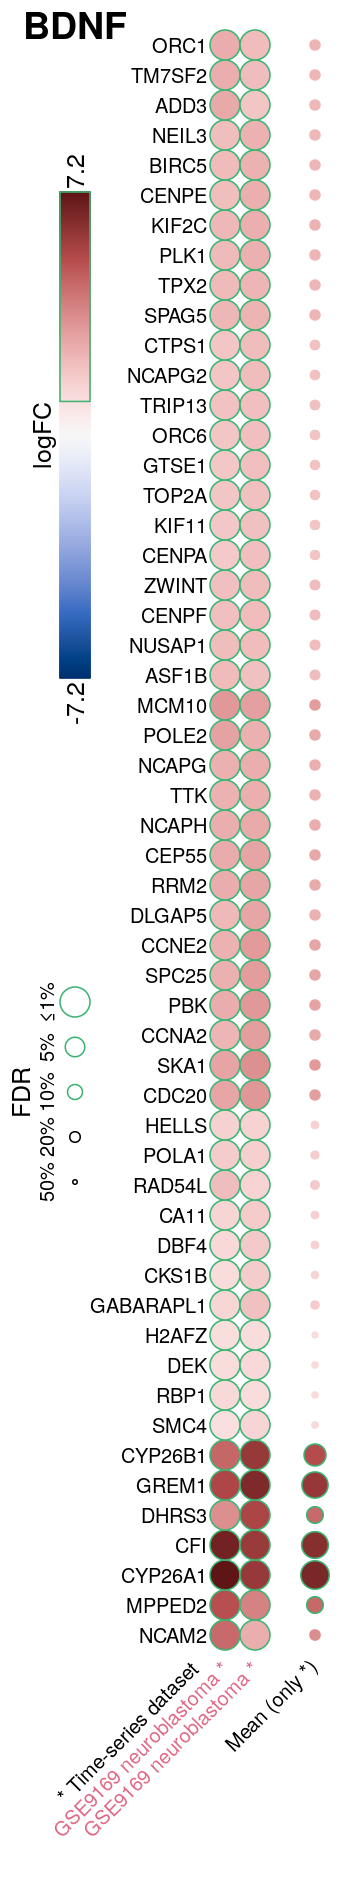 BDNF
7.2
logFC
-7.2
FDR
50% 20% 10% 5% ≤1%
ORC1
TM7SF2
ADD3
NEIL3
BIRC5
CENPE
KIF2C
PLK1
TPX2
SPAG5
CTPS1
NCAPG2
TRIP13
ORC6
GTSE1
TOP2A
KIF11
CENPA
ZWINT
CENPF
NUSAP1
ASF1B
MCM10
POLE2
NCAPG
TTK
NCAPH
CEP55
RRM2
DLGAP5
CCNE2
SPC25
PBK
CCNA2
SKA1
CDC20
HELLS
POLA1
RAD54L
CA11
DBF4
CKS1B
GABARAPL1
H2AFZ
DEK
RBP1
SMC4
CYP26B1
GREM1
DHRS3
CFI
CYP26A1
MPPED2
NCAM2
* Time-series dataset
GSE9169 neuroblastoma *
GSE9169 neuroblastoma *
Mean (only *)